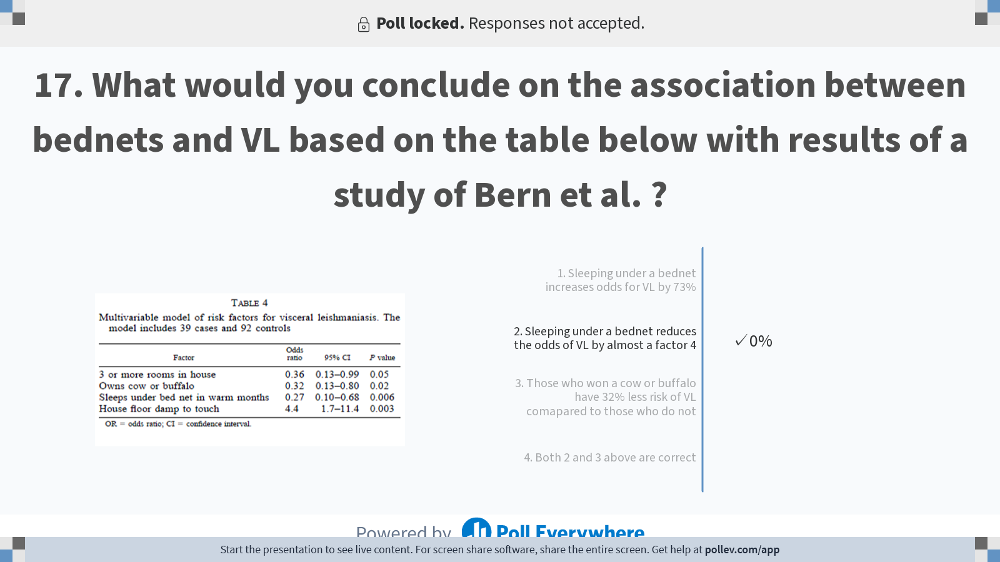 Poll locked. Responses not accepted.
17. What would you conclude on the association between
bednets and VL based on the table below with results of a
study of Bern et al. ?
TABLE 4
Multivariable model of risk factors for visceral leishmaniasis. The
model includes 39 cases and 92 controls
Factor Odds ratio 95% CI P value
3 or more rooms in house 0.36 0.13–0.99 0.05
Owns cow or buffalo 0.32 0.13–0.80 0.02
Sleeps under bed net in warm months 0.27 0.10–0.68 0.006
House floor damp to touch 4.4 1.7–11.4 0.003
OR = odds ratio; CI = confidence interval.
1. Sleeping under a bednet
increases odds for VL by 73%
2. Sleeping under a bednet reduces
the odds of VL by almost a factor 4
✓0%
3. Those who won a cow or buffalo
have 32% less risk of VL
comapared to those who do not
4. Both 2 and 3 above are correct
Powered by Poll Everywhere
Start the presentation to see live content. For screen share software, share the entire screen. Get help at pollev.com/app